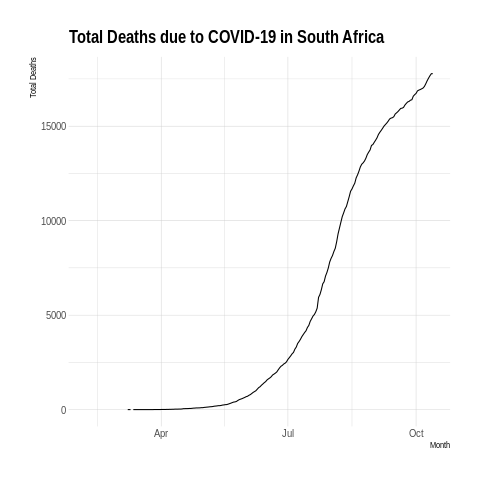 Total Deaths due to COVID-19 in South Africa
Total Deaths
15000
10000
5000
0
Apr Jul Oct
Month